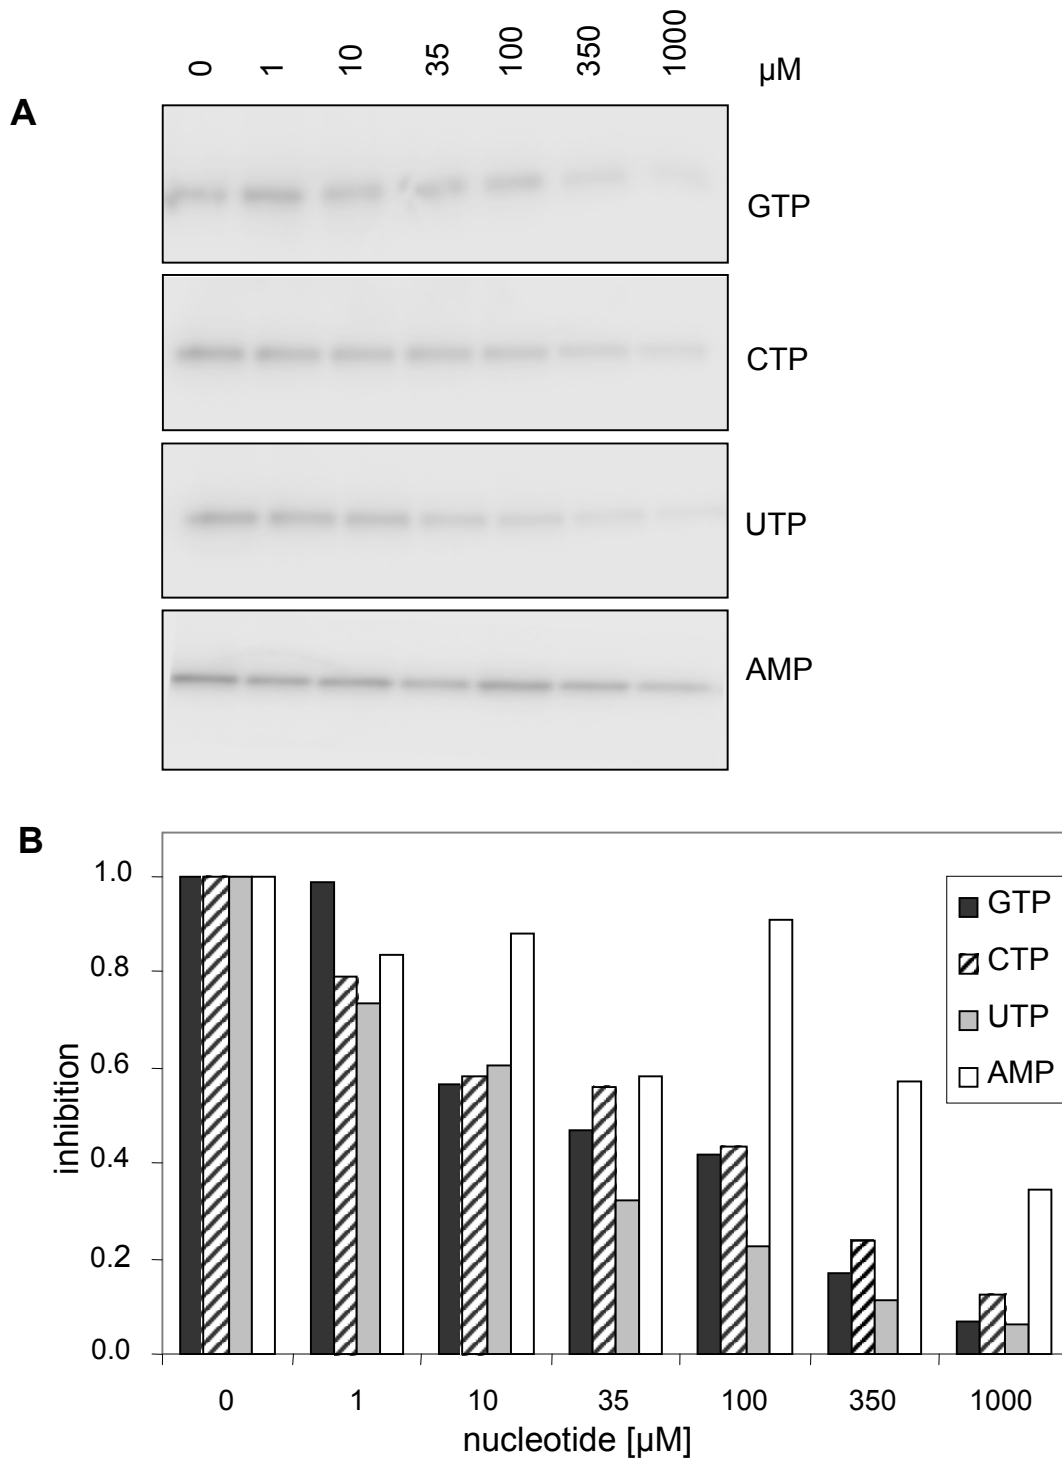 0 1 10 35 100 350 1000 µM
A
GTP
CTP
UTP
AMP
B
1.0
0.8
0.6
0.4
0.2
0.0
inhibition
GTP
CTP
UTP
AMP
0 1 10 35 100 350 1000
nucleotide [µM]